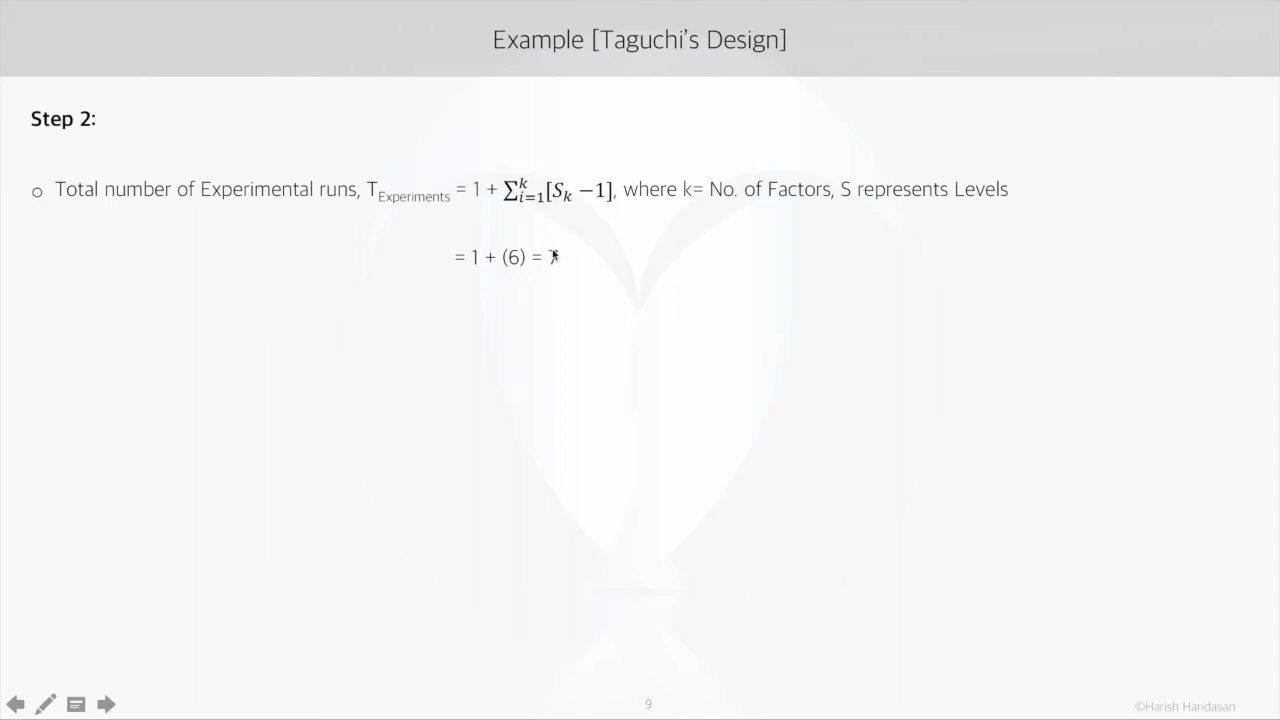 Example [Taguchi's Design]
Step 2:
○ Total number of Experimental runs, T_Experiments = 1 + ∑_{i=1}^{k}[S_k −1], where k= No. of Factors, S represents Levels
= 1 + (6) =
9
©Harish Haridasan